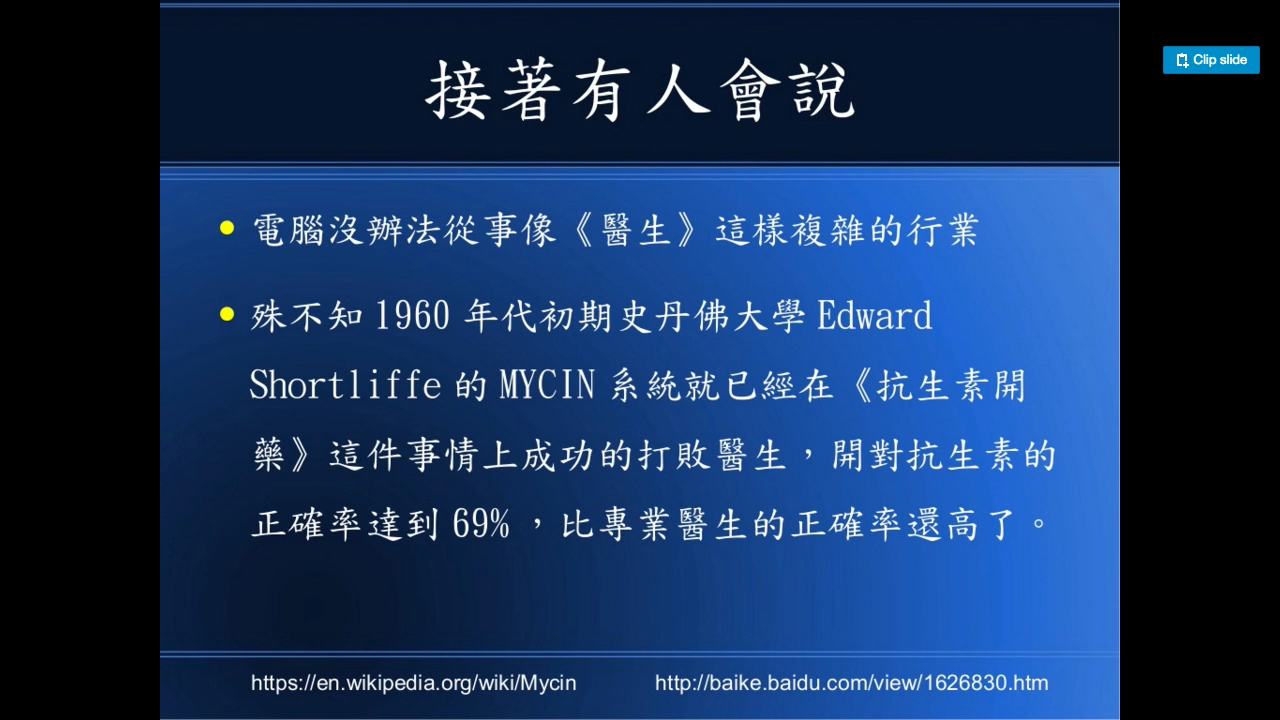 Clip slide
接著有人會說
電腦沒辦法從事像《醫生》這樣複雜的行業
殊不知 1960 年代初期史丹佛大學 Edward
Shortliffe 的 MYCIN 系統就已經在《抗生素開
藥》這件事情上成功的打敗醫生，開對抗生素的
正確率達到 69% ，比專業醫生的正確率還高了。
https://en.wikipedia.org/wiki/Mycin
http://baike.baidu.com/view/1626830.htm